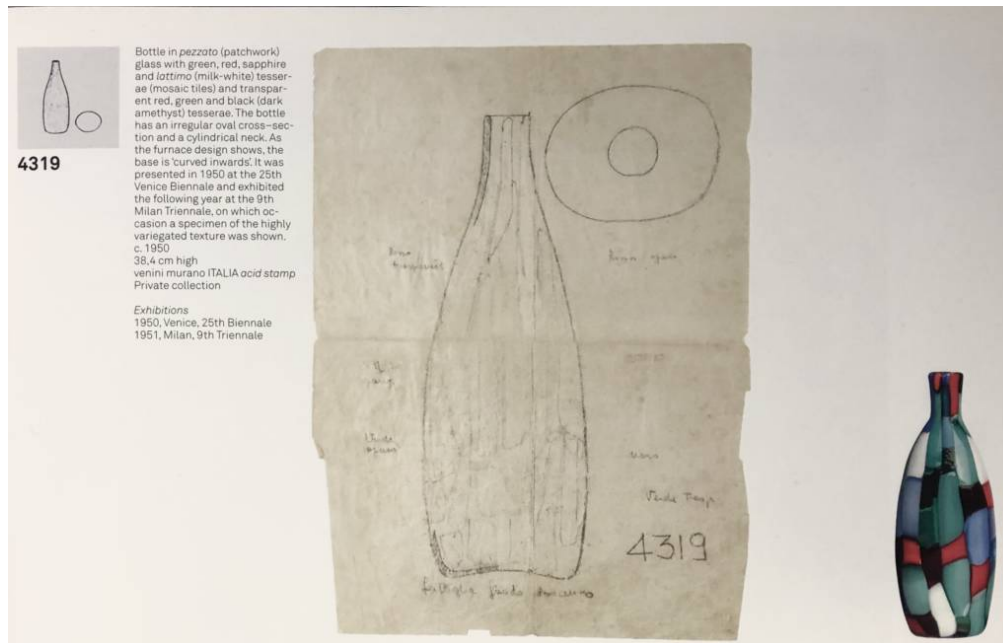 4319
Bottle in pezzato (patchwork)
glass with green, red, sapphire
and lattimo (milk-white) tesser-
ae (mosaic tiles) and transpar-
ent red, green and black (dark
amethyst) tesserae. The bottle
has an irregular oval cross-sec-
tion and a cylindrical neck. As
the furnace design shows, the
base is 'curved inwards'. It was
presented in 1950 at the 25th
Venice Biennale and exhibited
the following year at the 9th
Milan Triennale, on which oc-
casion a specimen of the highly
variegated texture was shown.
c. 1950
38,4 cm high
venini murano ITALIA acid stamp
Private collection
Exhibitions
1950, Venice, 25th Biennale
1951, Milan, 9th Triennale
Verde Trasp.
4319